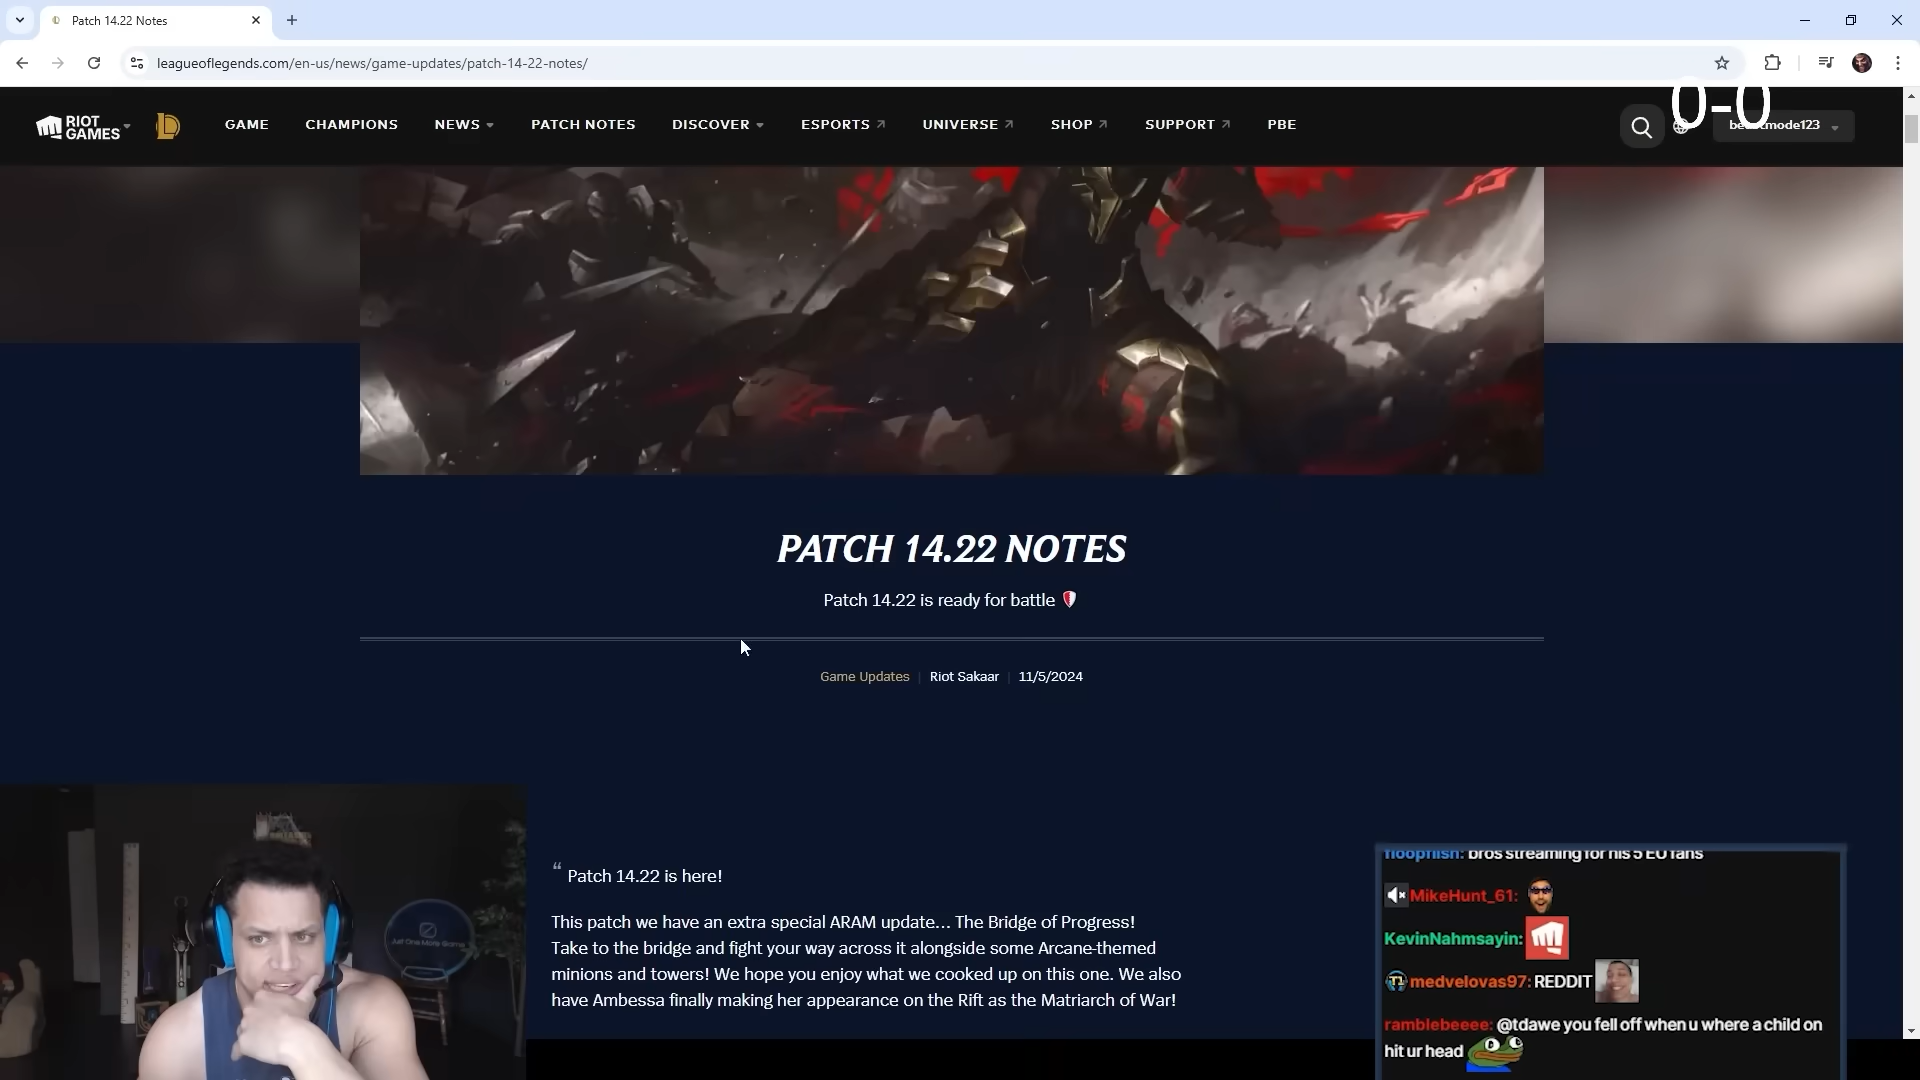 Patch 14.22 Notes
leagueoflegends.com/en-us/news/game-updates/patch-14-22-notes/
0-0
RIOT GAMES
GAME
CHAMPIONS
NEWS
PATCH NOTES
DISCOVER
ESPORTS
UNIVERSE
SHOP
SUPPORT
PBE
PATCH 14.22 NOTES
Patch 14.22 is ready for battle
Game Updates | Riot Sakaar | 11/5/2024
“ Patch 14.22 is here!
This patch we have an extra special ARAM update… The Bridge of Progress!
Take to the bridge and fight your way across it alongside some Arcane-themed
minions and towers! We hope you enjoy what we cooked up on this one. We also
have Ambessa finally making her appearance on the Rift as the Matriarch of War!
Just One More Game
floopfiish: bros streaming for his 5 EU fans
MikeHunt_61:
KevinNahmsayin:
T1 medvelovas97: REDDIT
ramblebeeee: @tdawe you fell off when u where a child on
hit ur head